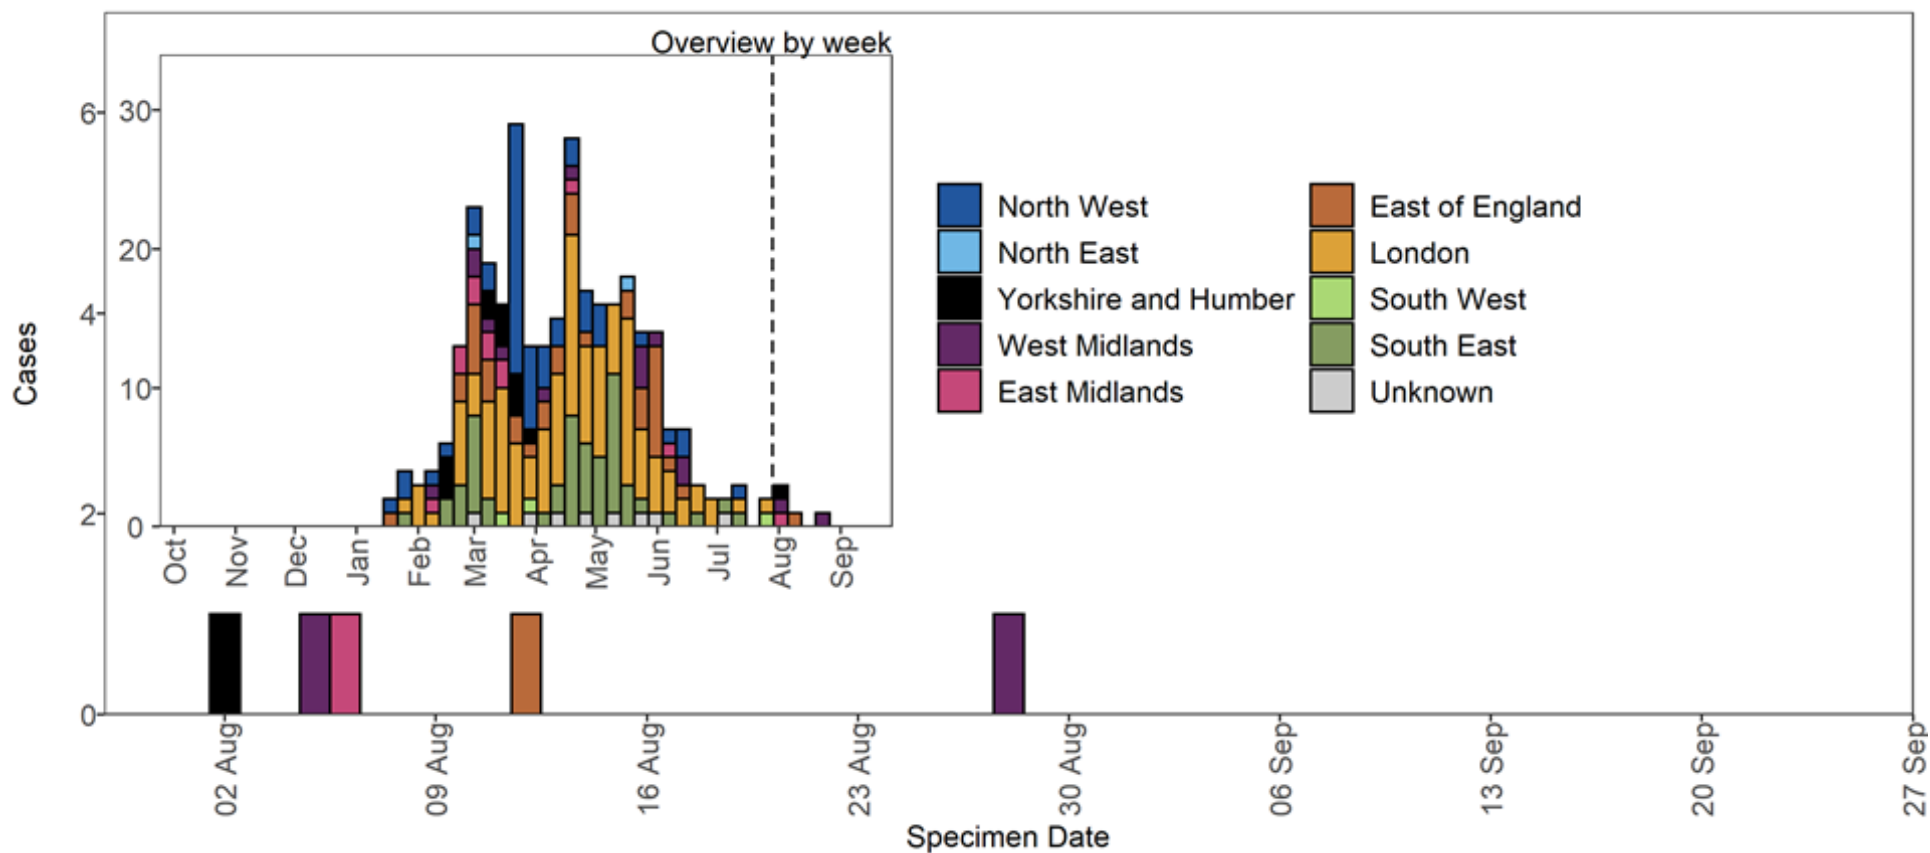 Overview by week
Cases
6
4
2
0
30
20
10
0
Oct
Nov
Dec
Jan
Feb
Mar
Apr
May
Jun
Jul
Aug
Sep
North West
North East
Yorkshire and Humber
West Midlands
East Midlands
East of England
London
South West
South East
Unknown
02 Aug
09 Aug
16 Aug
23 Aug
30 Aug
06 Sep
13 Sep
20 Sep
27 Sep
Specimen Date